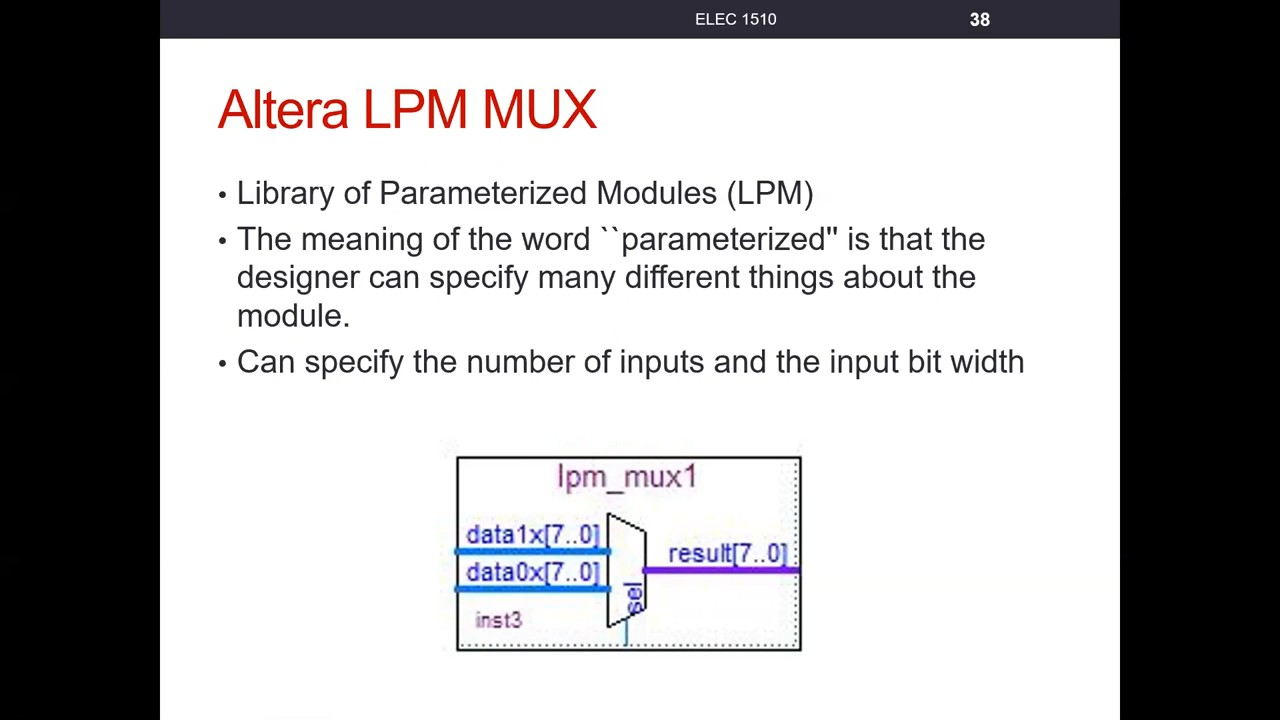 ELEC 1510
38
Altera LPM MUX
• Library of Parameterized Modules (LPM)
• The meaning of the word ``parameterized'' is that the
designer can specify many different things about the
module.
• Can specify the number of inputs and the input bit width
lpm_mux1
data1x[7..0]
result[7..0]
data0x[7..0]
sel
inst3